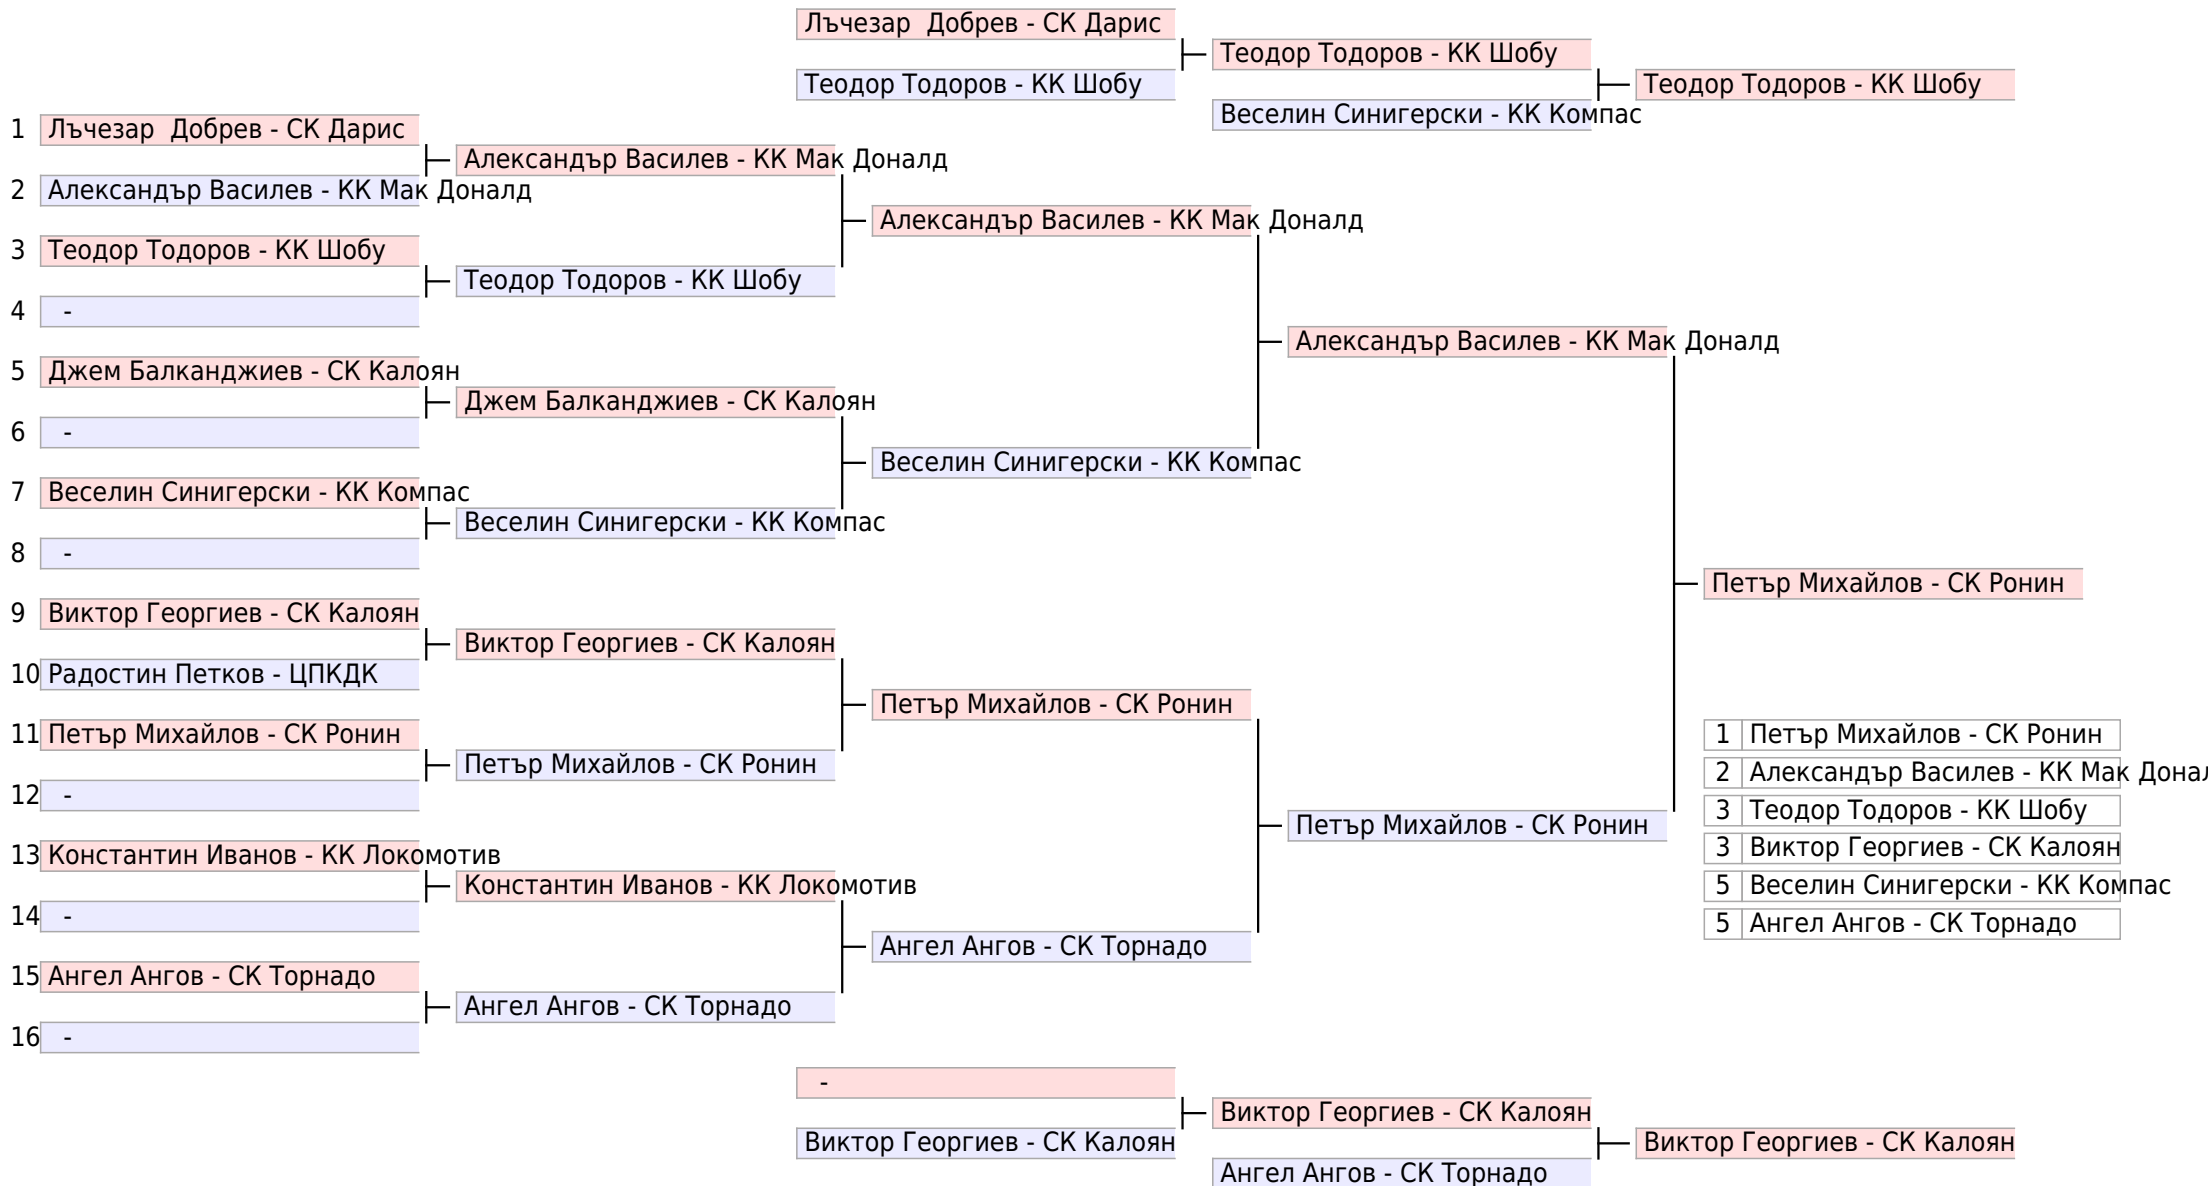 Лъчезар  Добрев - СК Дарис
Теодор Тодоров - КК Шобу
Теодор Тодоров - КК Шобу
Теодор Тодоров - КК Шобу
Веселин Синигерски - КК Компас
1 Лъчезар  Добрев - СК Дарис
Александър Василев - КК Мак Доналд
2 Александър Василев - КК Мак Доналд
Александър Василев - КК Мак Доналд
3 Теодор Тодоров - КК Шобу
Теодор Тодоров - КК Шобу
4 -
Александър Василев - КК Мак Доналд
5 Джем Балканджиев - СК Калоян
Джем Балканджиев - СК Калоян
6 -
Веселин Синигерски - КК Компас
7 Веселин Синигерски - КК Компас
Веселин Синигерски - КК Компас
8 -
Петър Михайлов - СК Ронин
9 Виктор Георгиев - СК Калоян
Виктор Георгиев - СК Калоян
10 Радостин Петков - ЦПКДК
Петър Михайлов - СК Ронин
11 Петър Михайлов - СК Ронин
Петър Михайлов - СК Ронин
12 -
Петър Михайлов - СК Ронин
13 Константин Иванов - КК Локомотив
Константин Иванов - КК Локомотив
14 -
Ангел Ангов - СК Торнадо
15 Ангел Ангов - СК Торнадо
Ангел Ангов - СК Торнадо
16 -
1 Петър Михайлов - СК Ронин
2 Александър Василев - КК Мак
3 Теодор Тодоров - КК Шобу
3 Виктор Георгиев - СК Калоян
5 Веселин Синигерски - КК Компас
5 Ангел Ангов - СК Торнадо
-
Виктор Георгиев - СК Калоян
Виктор Георгиев - СК Калоян
Виктор Георгиев - СК Калоян
Ангел Ангов - СК Торнадо